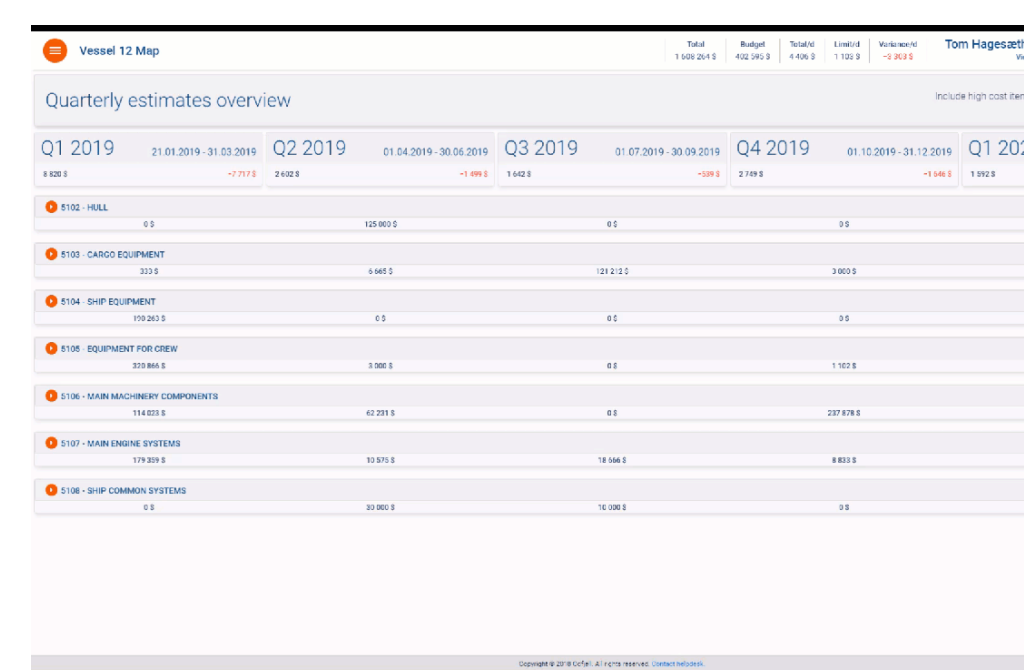 Vessel 12 Map
Total Budget Total/d Limit/d Variance/d Tom Hagesæth
1 608 264 $ 402 595 $ 4 406 $ 1 103 $ -3 303 $
Quarterly estimates overview Include high cost item
Q1 2019 21.01.2019 - 31.03.2019 Q2 2019 01.04.2019 - 30.06.2019 Q3 2019 01.07.2019 - 30.09.2019 Q4 2019 01.10.2019 - 31.12.2019 Q1 202
8 820 $ -7 717 $ 2 602 $ -1 499 $ 1 642 $ -539 $ 2 749 $ -1 646 $ 1 592 $
5102 - HULL
0 $ 125 000 $ 0 $ 0 $
5103 - CARGO EQUIPMENT
333 $ 6 665 $ 121 212 $ 3 000 $
5104 - SHIP EQUIPMENT
190 263 $ 0 $ 0 $ 0 $
5105 - EQUIPMENT FOR CREW
320 866 $ 3 000 $ 0 $ 1 102 $
5106 - MAIN MACHINERY COMPONENTS
114 023 $ 62 231 $ 0 $ 237 878 $
5107 - MAIN ENGINE SYSTEMS
179 339 $ 10 575 $ 18 666 $ 8 833 $
5108 - SHIP COMMON SYSTEMS
0 $ 30 000 $ 10 000 $ 0 $
Copyright © 2018 All rights reserved. Contact helpdesk.